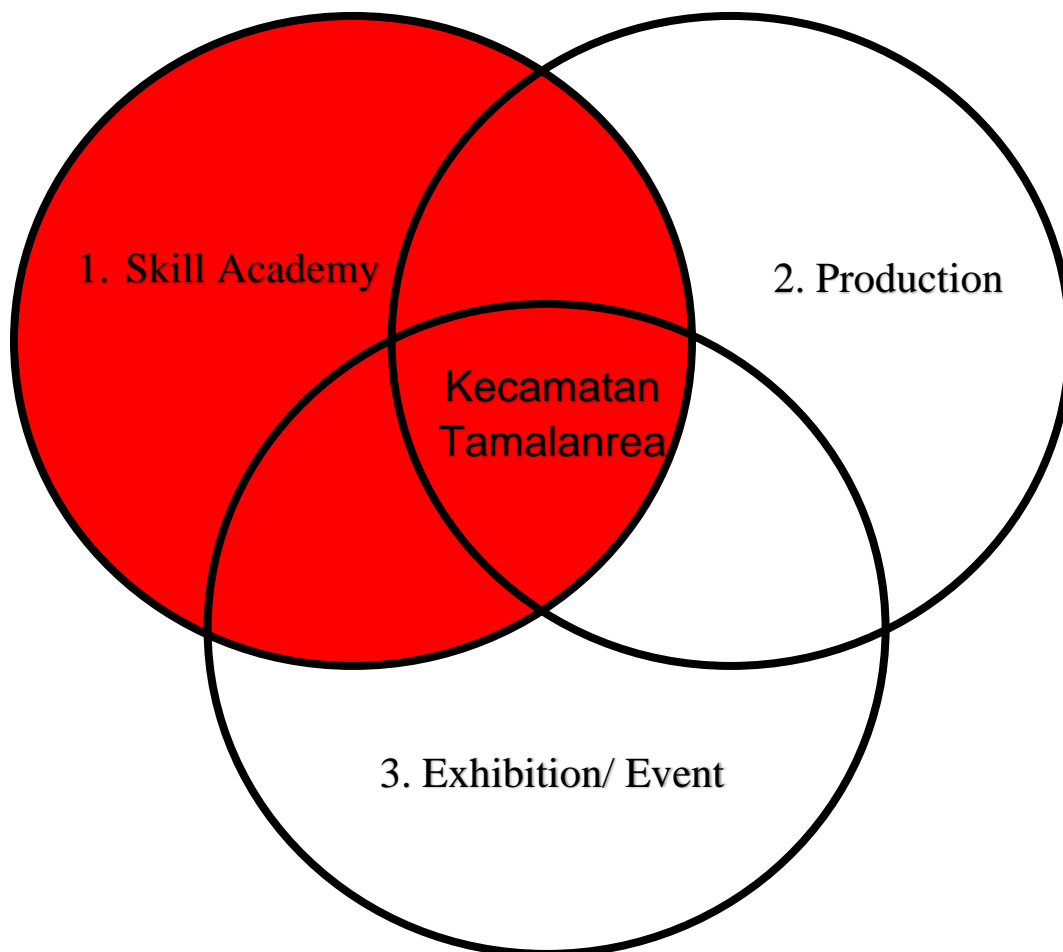 1. Skill Academy
2. Production
Kecamatan
Tamalanrea
3. Exhibition/ Event